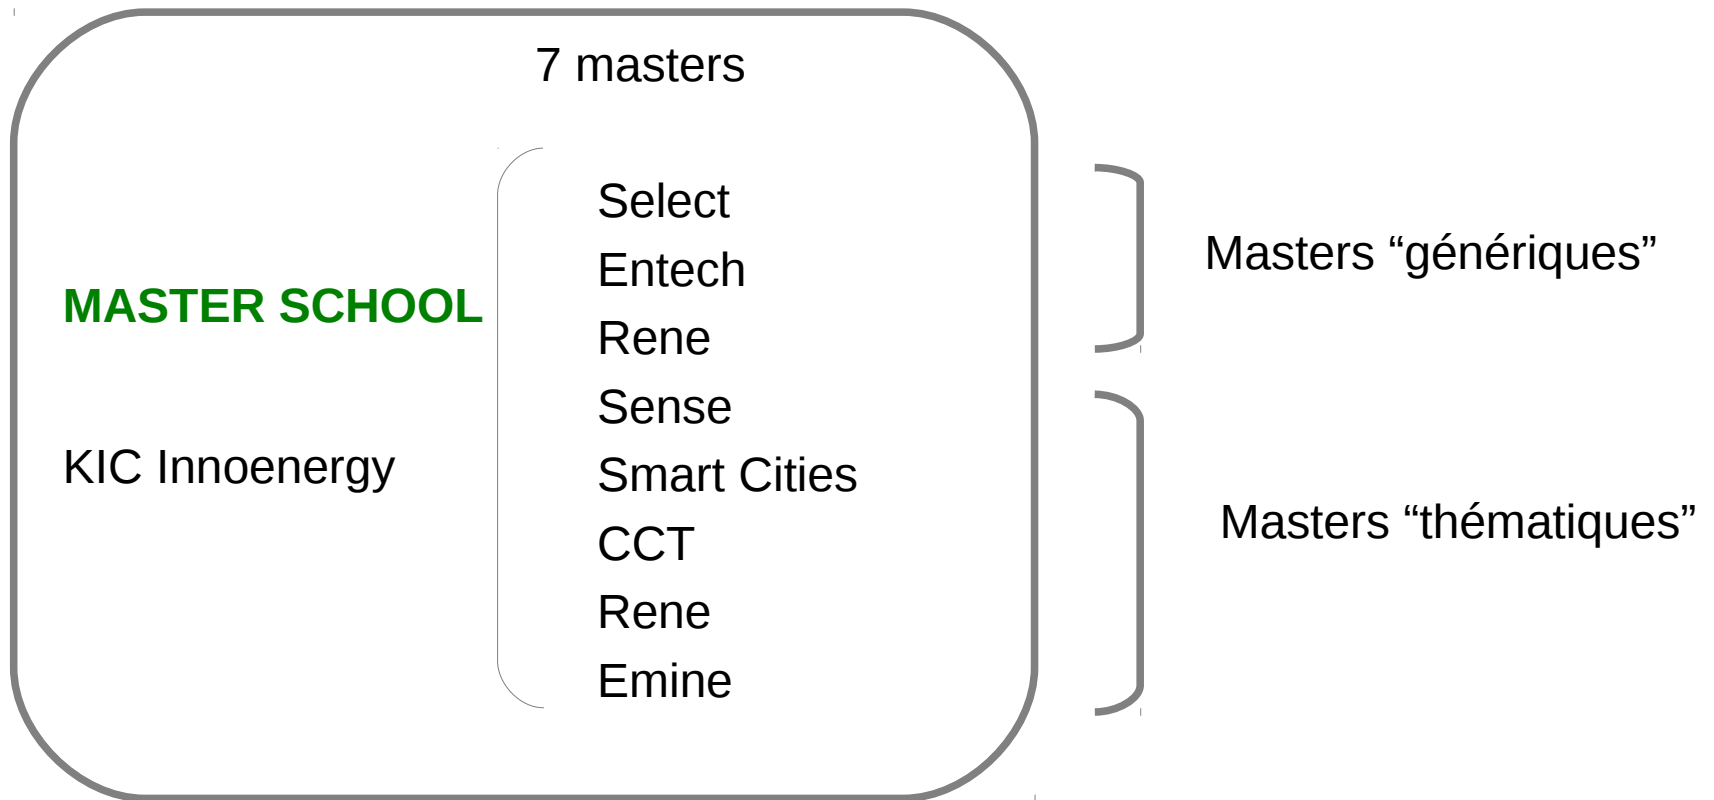 7 masters
MASTER SCHOOL
KIC Innoenergy
Select
Entech
Rene
Sense
Smart Cities
CCT
Rene
Emine
Masters “génériques”
Masters “thématiques”